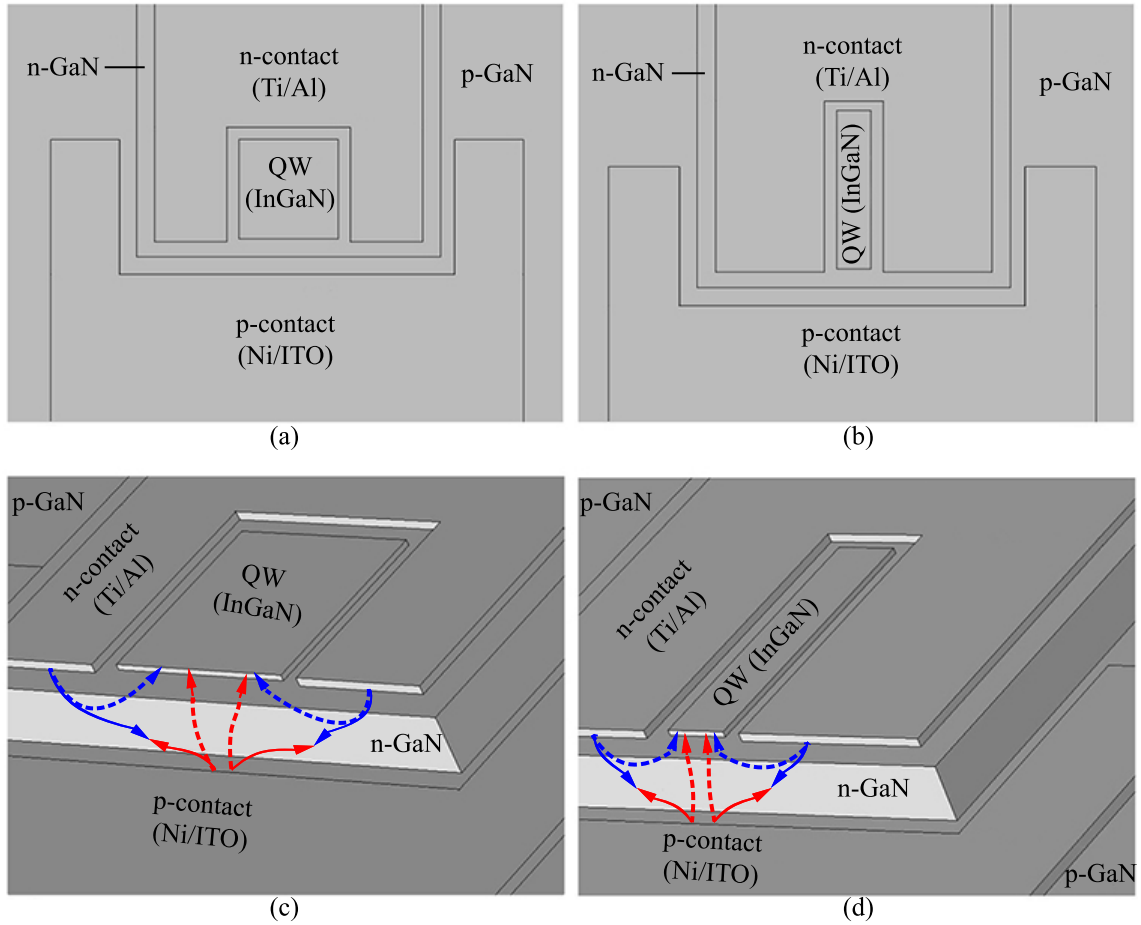 n-GaN
n-contact
(Ti/Al)
p-GaN
QW
(InGaN)
p-contact
(Ni/ITO)
(a)
n-GaN
n-contact
(Ti/Al)
p-GaN
QW (InGaN)
p-contact
(Ni/ITO)
(b)
p-GaN
n-contact
(Ti/Al)
QW
(InGaN)
n-GaN
p-contact
(Ni/ITO)
(c)
p-GaN
n-contact
(Ti/Al)
QW (InGaN)
n-GaN
p-contact
(Ni/ITO)
p-GaN
(d)